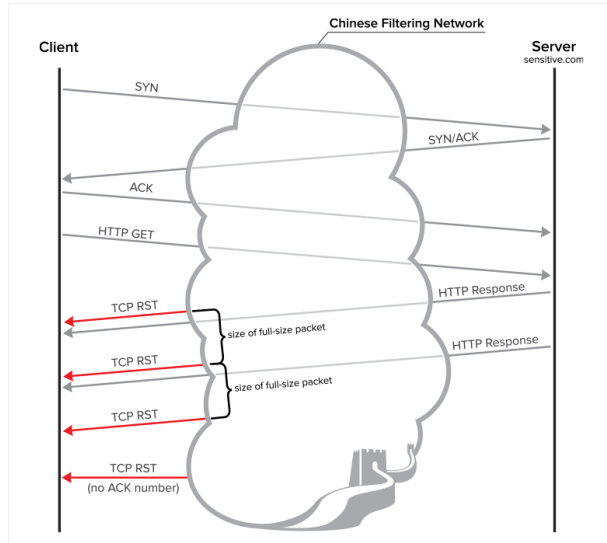 Chinese Filtering Network
Client
Server
sensitive.com
SYN
SYN/ACK
ACK
HTTP GET
HTTP Response
TCP RST
size of full-size packet
HTTP Response
TCP RST
size of full-size packet
TCP RST
TCP RST
(no ACK number)